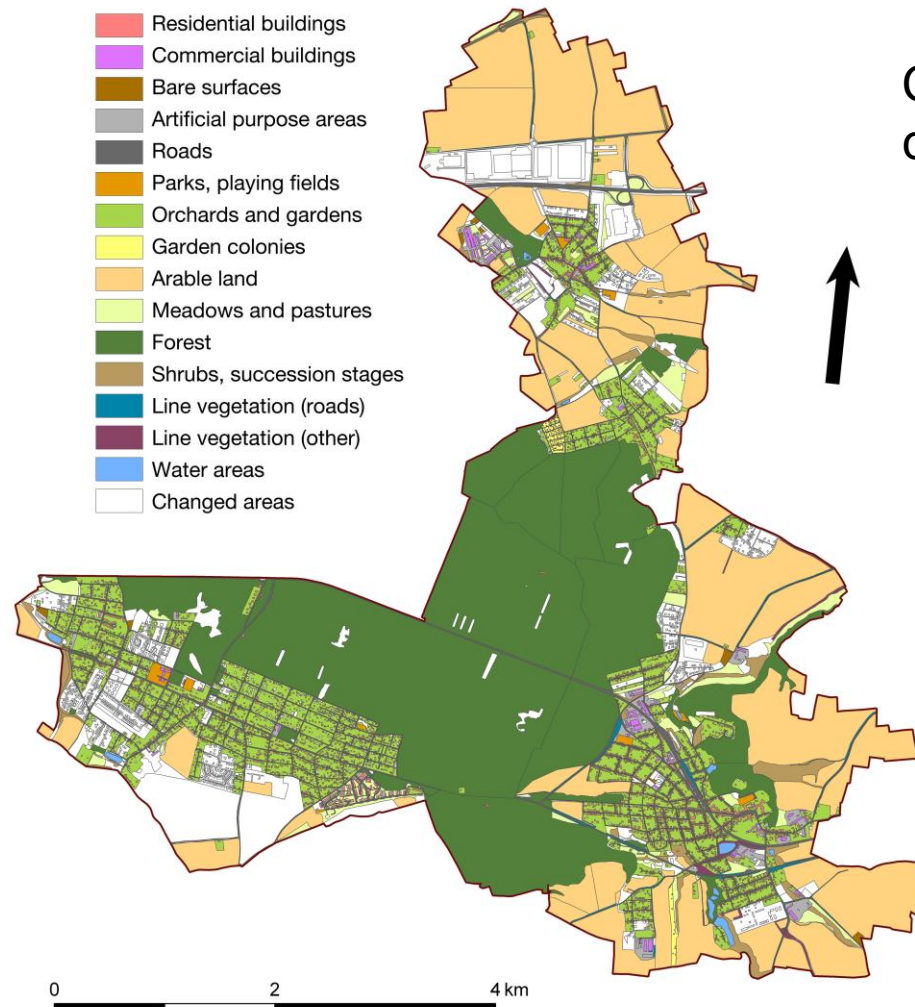 Residential buildings
Commercial buildings
Bare surfaces
Artificial purpose areas
Roads
Parks, playing fields
Orchards and gardens
Garden colonies
Arable land
Meadows and pastures
Forest
Shrubs, succession stages
Line vegetation (roads)
Line vegetation (other)
Water areas
Changed areas
0 2 4 km